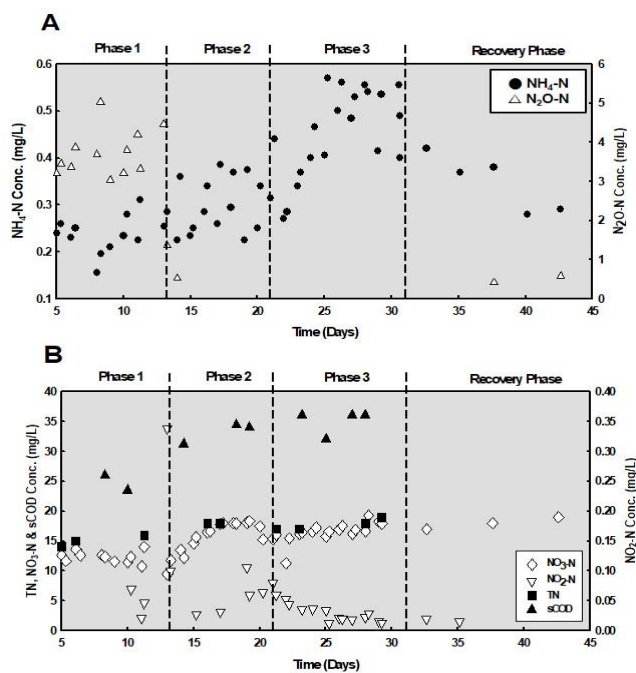 A
Phase 1 Phase 2 Phase 3 Recovery Phase
0.6 6
NH4-N
N2O-N
0.5 5
0.4 4
0.3 3
0.2 2
0.1 0
1
NH4-N Conc. (mg/L)
N2O-N Conc. (mg/L)
5 10 15 20 25 30 35 40 45
Time (Days)
B
Phase 1 Phase 2 Phase 3 Recovery Phase
40 0.40
35 0.35
30 0.30
25 0.25
20 0.20
15 0.15
10 0.10
5 0.05
0 0.00
TN, NO3-N & sCOD Conc. (mg/L)
NO2-N Conc. (mg/L)
NO3-N
NO2-N
TN
sCOD
5 10 15 20 25 30 35 40 45
Time (Days)